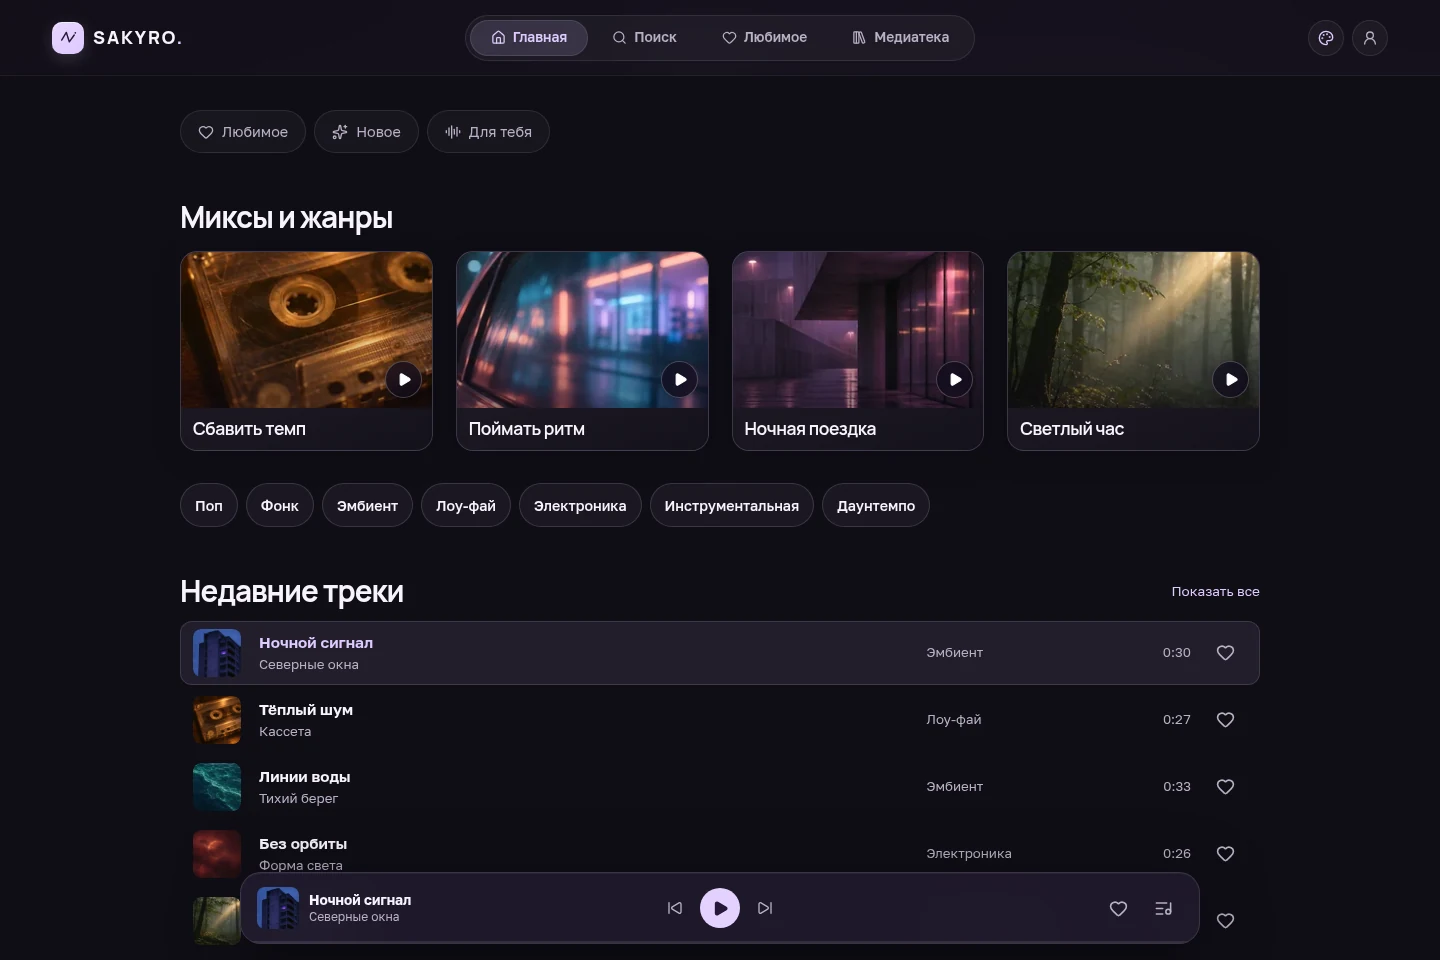 SAKYRO.
Главная
Поиск
Любимое
Медиатека
Любимое
Новое
Для тебя
Миксы и жанры
Сбавить темп
Поймать ритм
Ночная поездка
Светлый час
Поп
Фонк
Эмбиент
Лоу-фай
Электроника
Инструментальная
Даунтемпо
Недавние треки
Показать все
Ночной сигнал
Северные окна
Эмбиент
0:30
Тёплый шум
Кассета
Лоу-фай
0:27
Линии воды
Тихий берег
Эмбиент
0:33
Без орбиты
Форма света
Электроника
0:26
Ночной сигнал
Северные окна